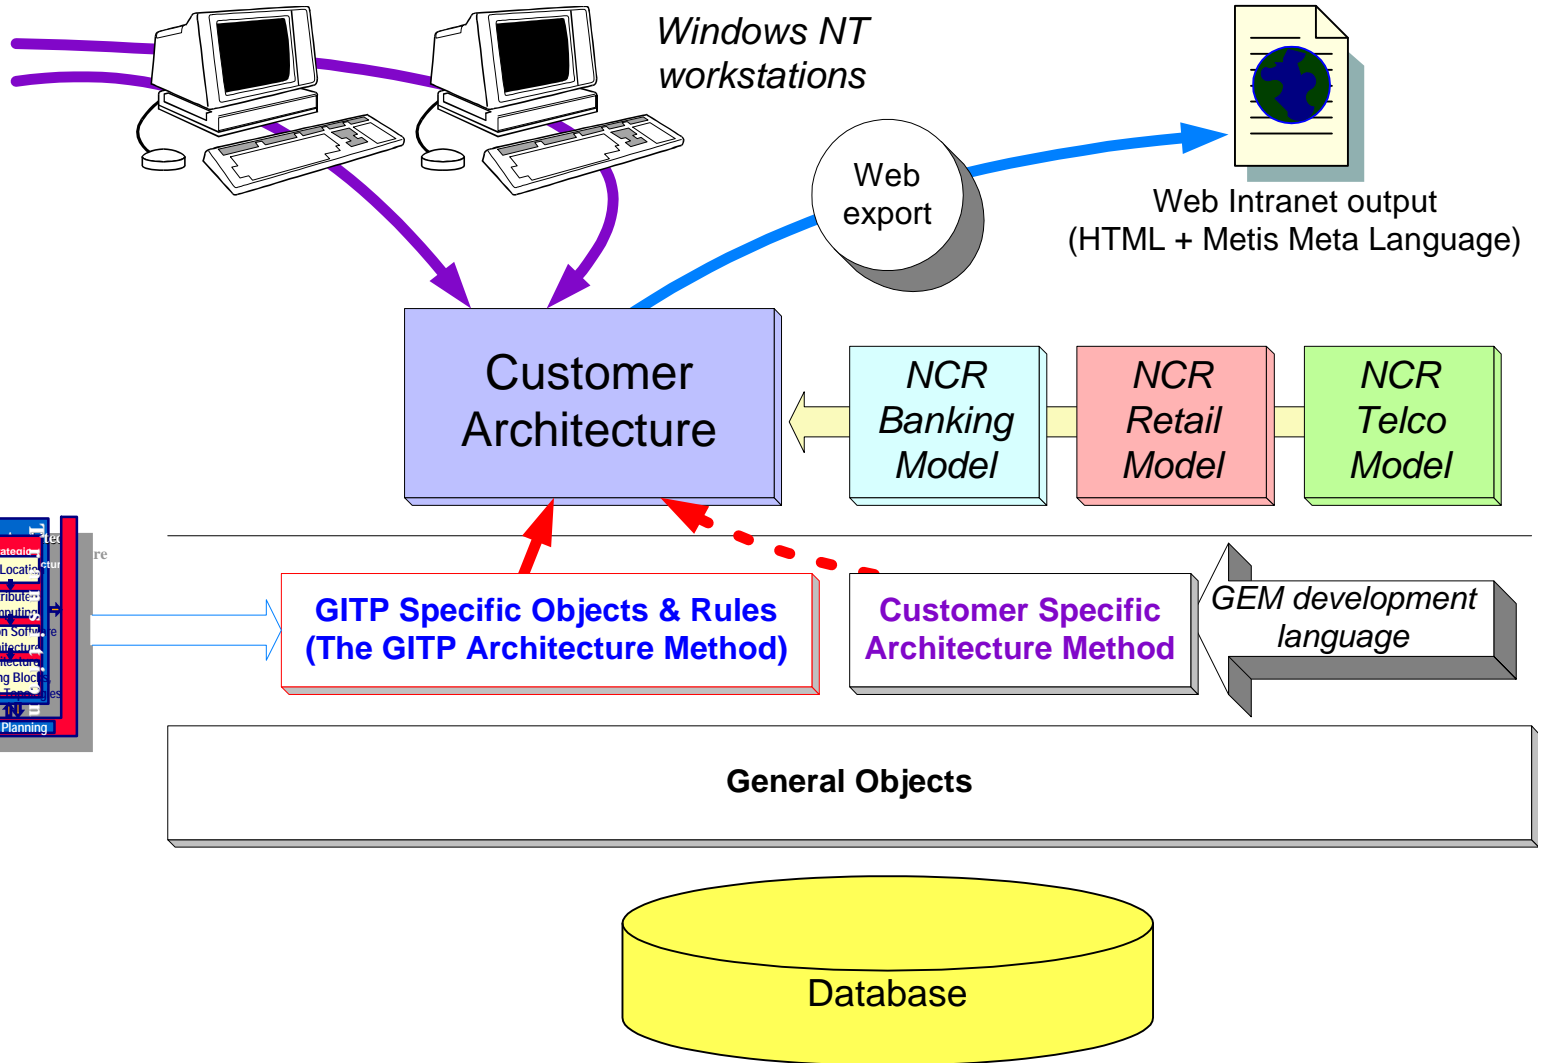 Windows NT
workstations
Web
export
Web Intranet output
(HTML + Metis Meta Language)
Customer
Architecture
NCR
Banking
Model
NCR
Retail
Model
NCR
Telco
Model
GITP Specific Objects & Rules
(The GITP Architecture Method)
Customer Specific
Architecture Method
GEM development
language
Planning
General Objects
Database